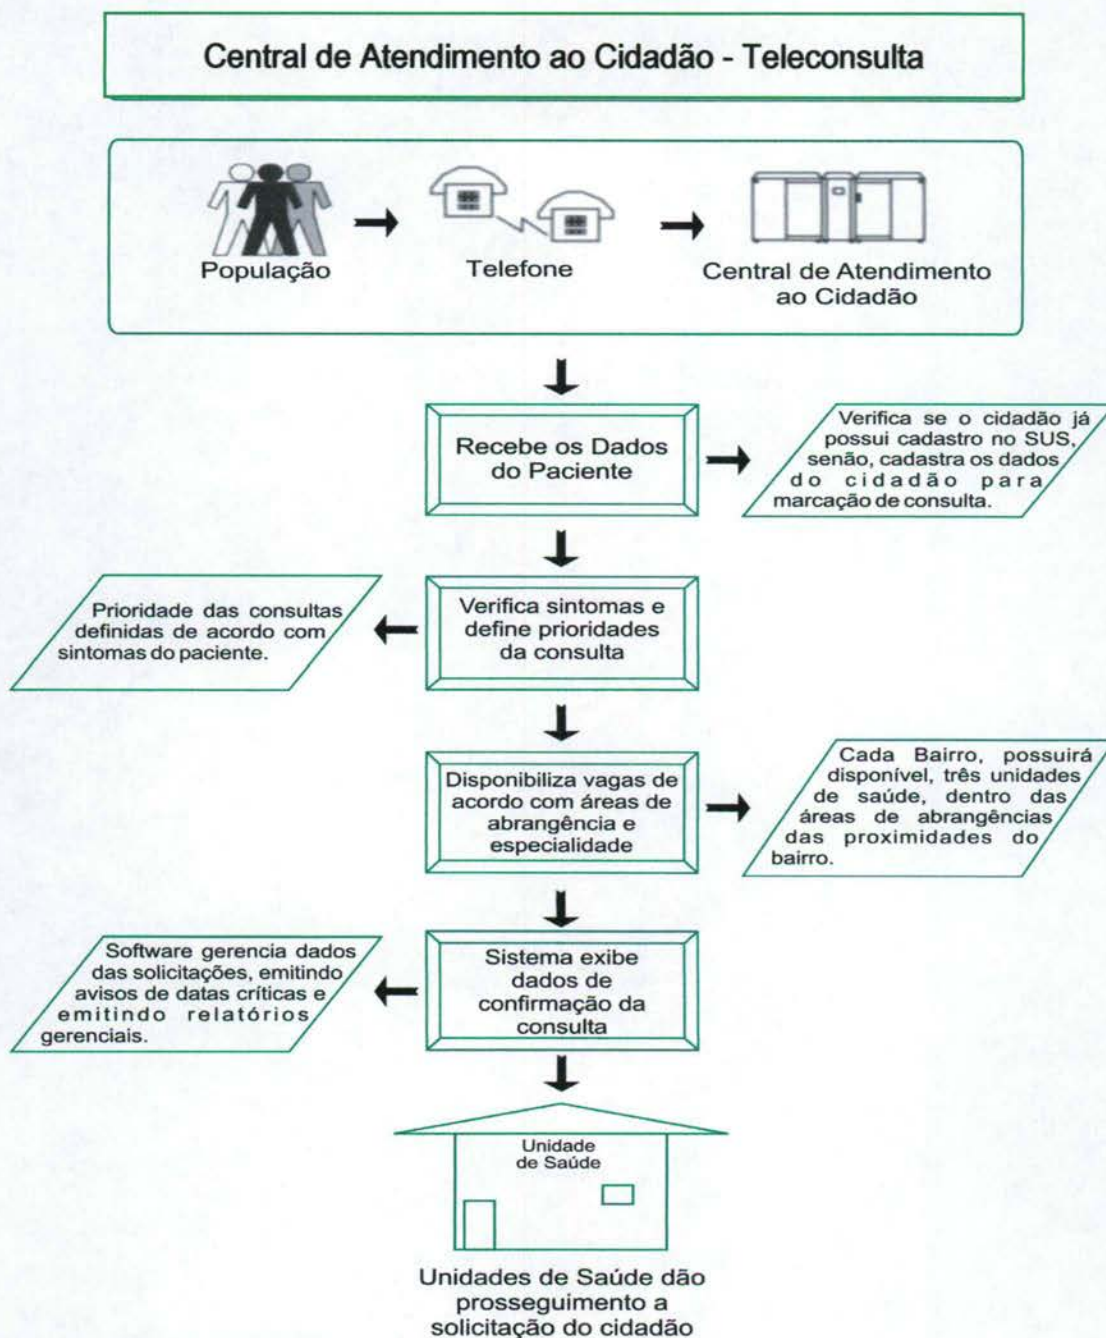 Central de Atendimento ao Cidadão - Teleconsulta
População
Telefone
Central de Atendimento
ao Cidadão
Recebe os Dados
do Paciente
Verifica se o cidadão já
possui cadastro no SUS,
senão, cadastra os dados
do cidadão para
marcação de consulta.
Verifica sintomas e
define prioridades
da consulta
Prioridade das consultas
definidas de acordo com
sintomas do paciente.
Disponibiliza vagas de
acordo com áreas de
abrangência e
especialidade
Cada Bairro, possuirá
disponível, três unidades
de saúde, dentro das
áreas de abrangências
das proximidades do
bairro.
Sistema exibe
dados de
confirmação da
consulta
Software gerencia dados
das solicitações, emitindo
avisos de datas críticas e
emitindo relatórios
gerenciais.
Unidade
de Saúde
Unidades de Saúde dão
prosseguimento a
solicitação do cidadão